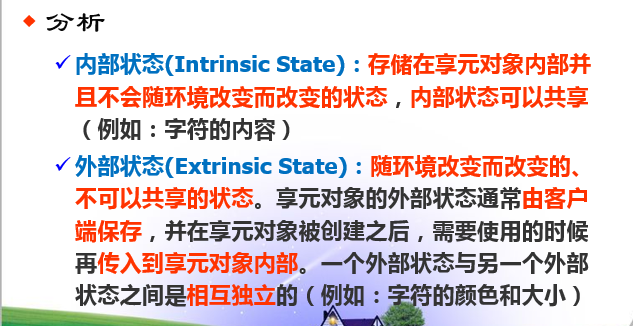 分析
内部状态(Intrinsic State)：存储在享元对象内部并
且不会随环境改变而改变的状态，内部状态可以共享
（例如：字符的内容）
外部状态(Extrinsic State)：随环境改变而改变的、
不可以共享的状态。享元对象的外部状态通常由客户
端保存，并在享元对象被创建之后，需要使用的时候
再传入到享元对象内部。一个外部状态与另一个外部
状态之间是相互独立的（例如：字符的颜色和大小）